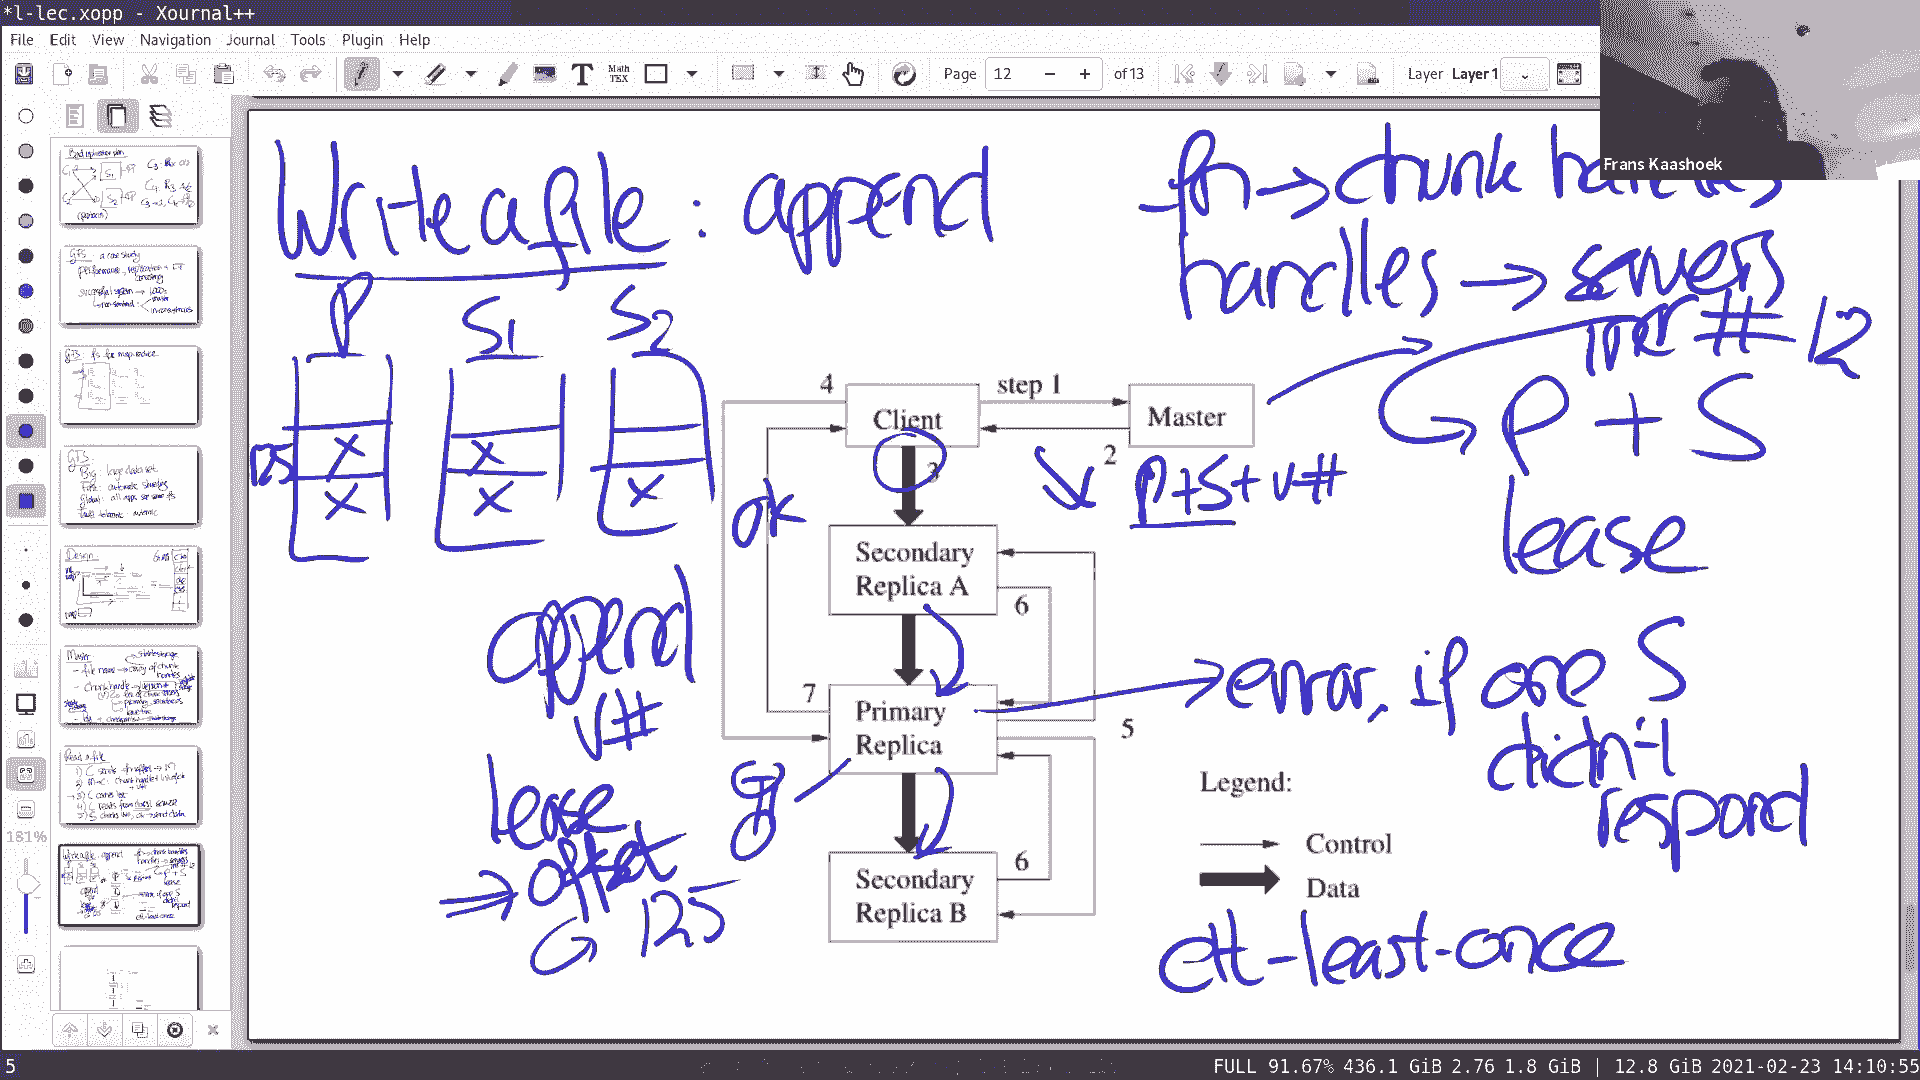 *l-lec.xopp - Xournal++
File Edit View Navigation Journal Tools Plugin Help
Math
TEX
Page 12 of 13
Layer Layer 1
Frans Kaashoek
Write a file : append
fn → chunk handles
handles → servers
P S1 S2
12
step 1
4
Client
Master
P + S
125 X X
2
3
P+S+v#
X X X
ok
lease
Secondary
Replica A
6
append
v#
error, if one S
didn't
respond
7
Primary
Replica
5
lease
Legend:
offset
125
Control
Secondary
Replica B
6
Data
at-least-once
181%
5
FULL 91.67% 436.1 GiB 2.76 1.8 GiB | 12.8 GiB 2021-02-23 14:10:55